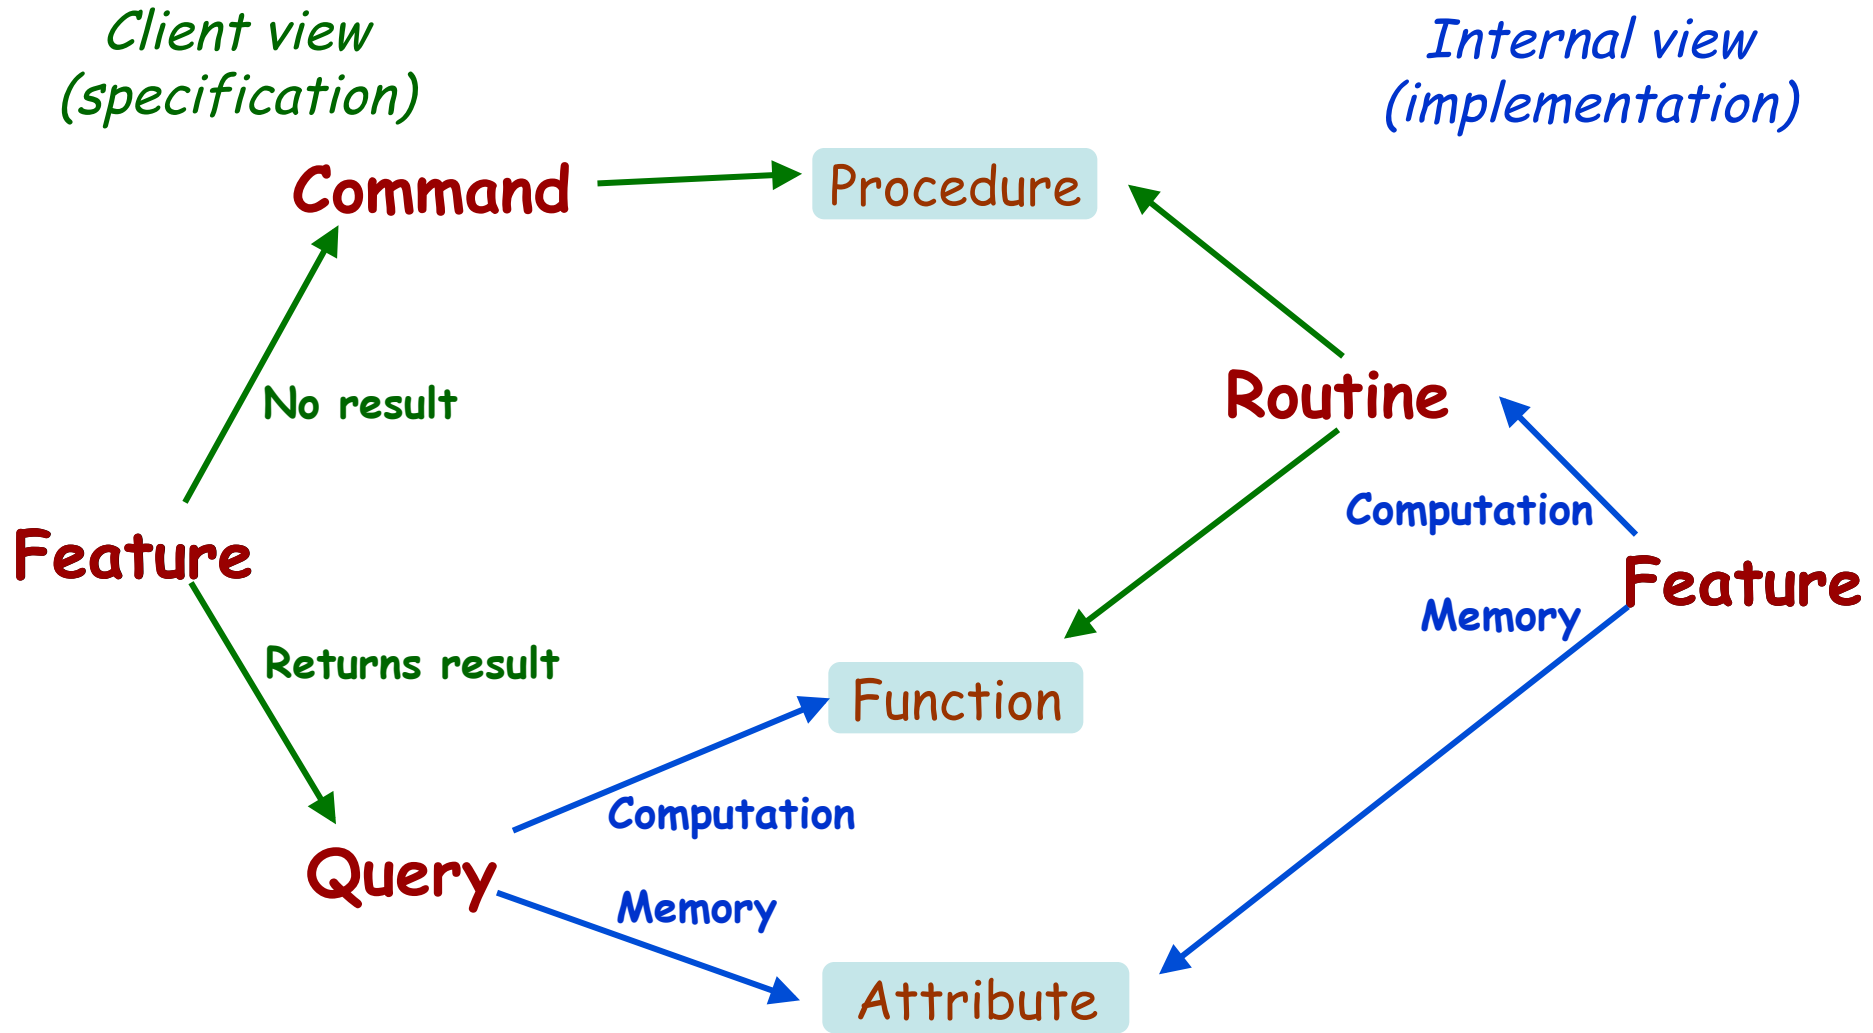 Client view
(specification)
Internal view
(implementation)
Command
Procedure
No result
Routine
Computation
Feature
Feature
Memory
Returns result
Function
Computation
Query
Memory
Attribute